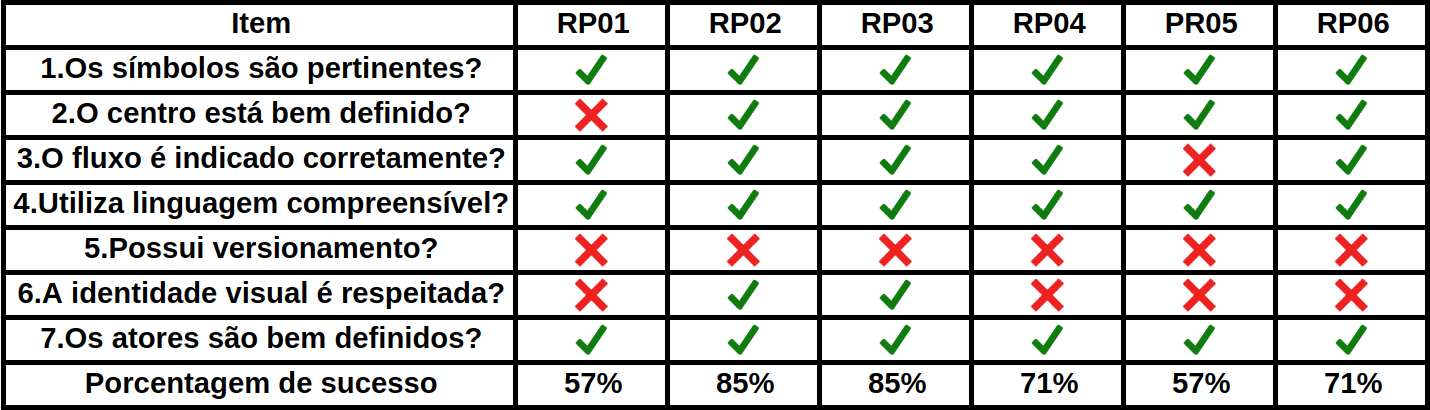 Item RP01 RP02 RP03 RP04 PR05 RP06
1.Os símbolos são pertinentes? ✓ ✓ ✓ ✓ ✓ ✓
2.O centro está bem definido? ✗ ✓ ✓ ✓ ✓ ✓
3.O fluxo é indicado corretamente? ✓ ✓ ✓ ✓ ✗ ✓
4.Utiliza linguagem compreensível? ✓ ✓ ✓ ✓ ✓ ✓
5.Possui versionamento? ✗ ✗ ✗ ✗ ✗ ✗
6.A identidade visual é respeitada? ✗ ✓ ✓ ✗ ✗ ✗
7.Os atores são bem definidos? ✓ ✓ ✓ ✓ ✓ ✓
Porcentagem de sucesso 57% 85% 85% 71% 57% 71%